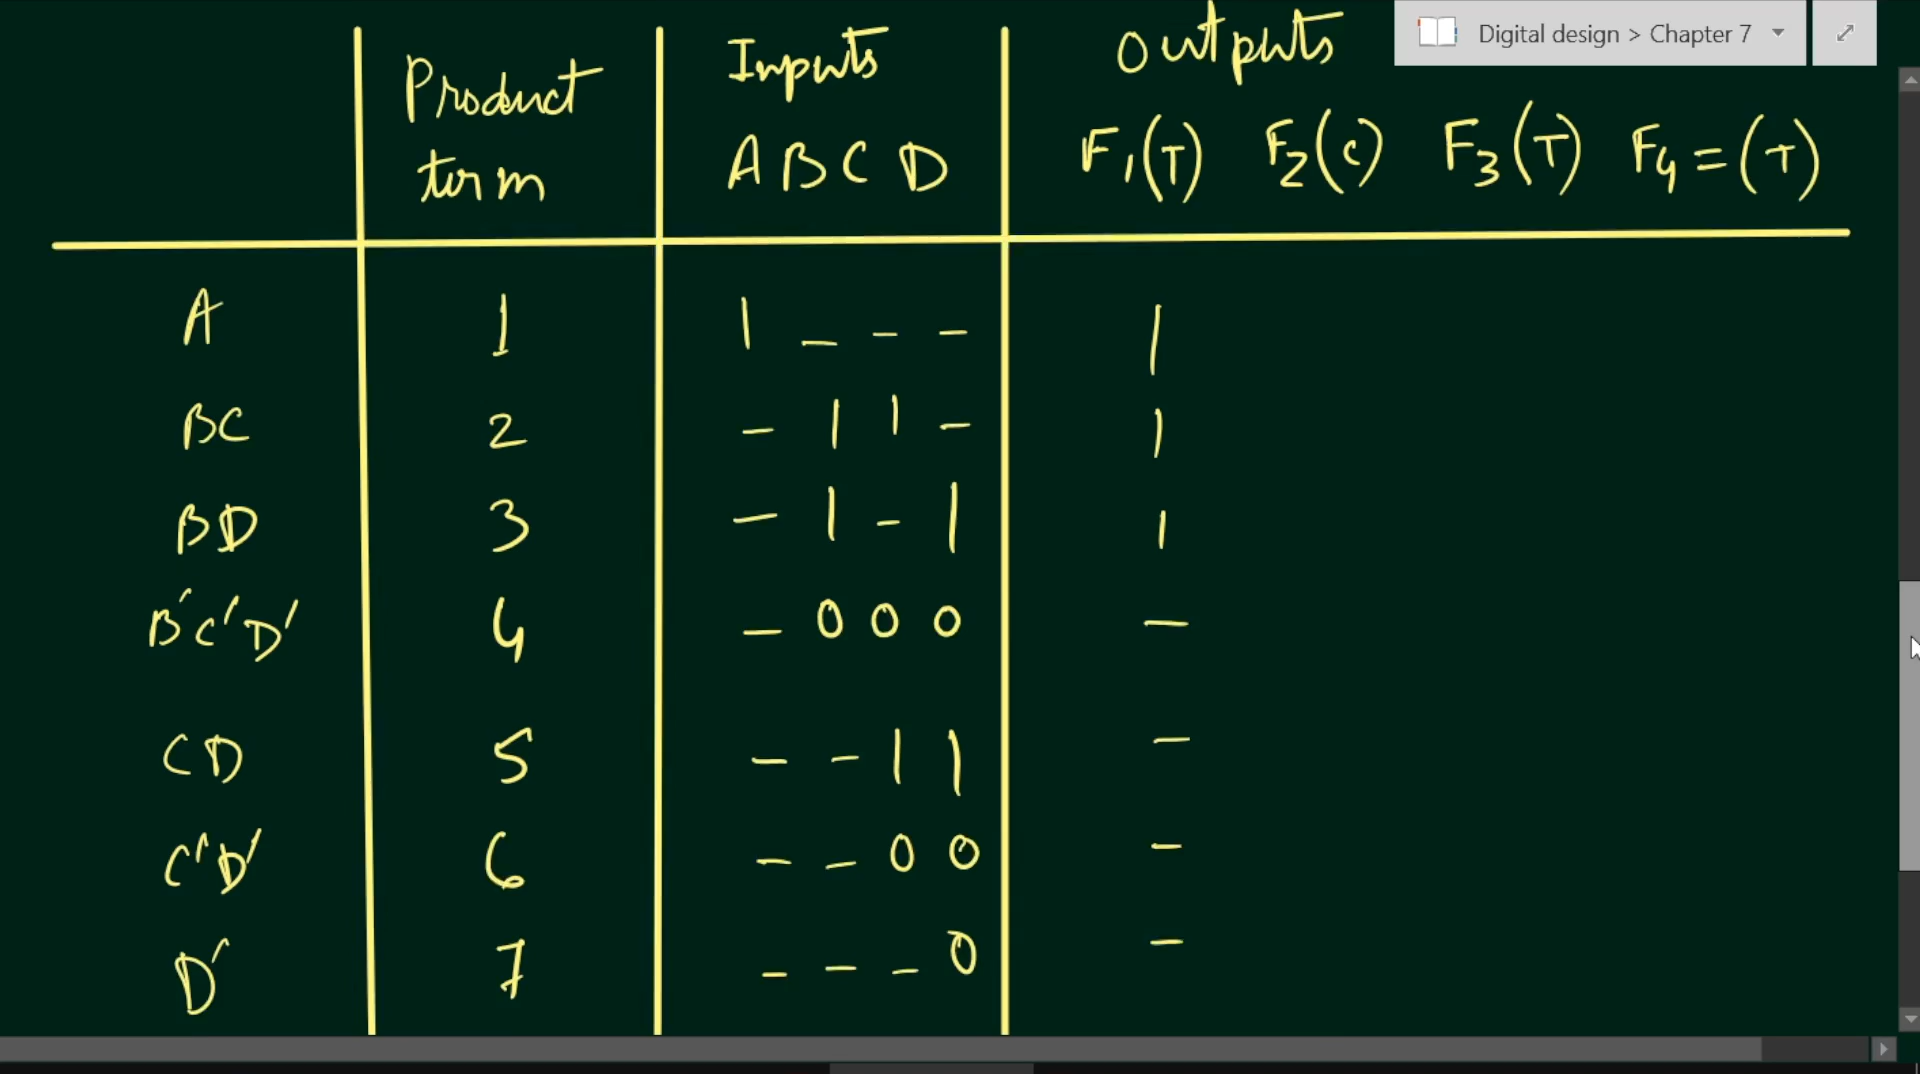 Digital design > Chapter 7
Product term Inputs Outputs
A B C D F₁(T) F₂(C) F₃(T) F₄=(T)
A 1 1 - - - 1
BC 2 - 1 1 - 1
BD 3 - 1 - 1 1
B'C'D' 4 - 0 0 0 -
CD 5 - - 1 1 -
C'D' 6 - - 0 0 -
D' 7 - - - 0 -